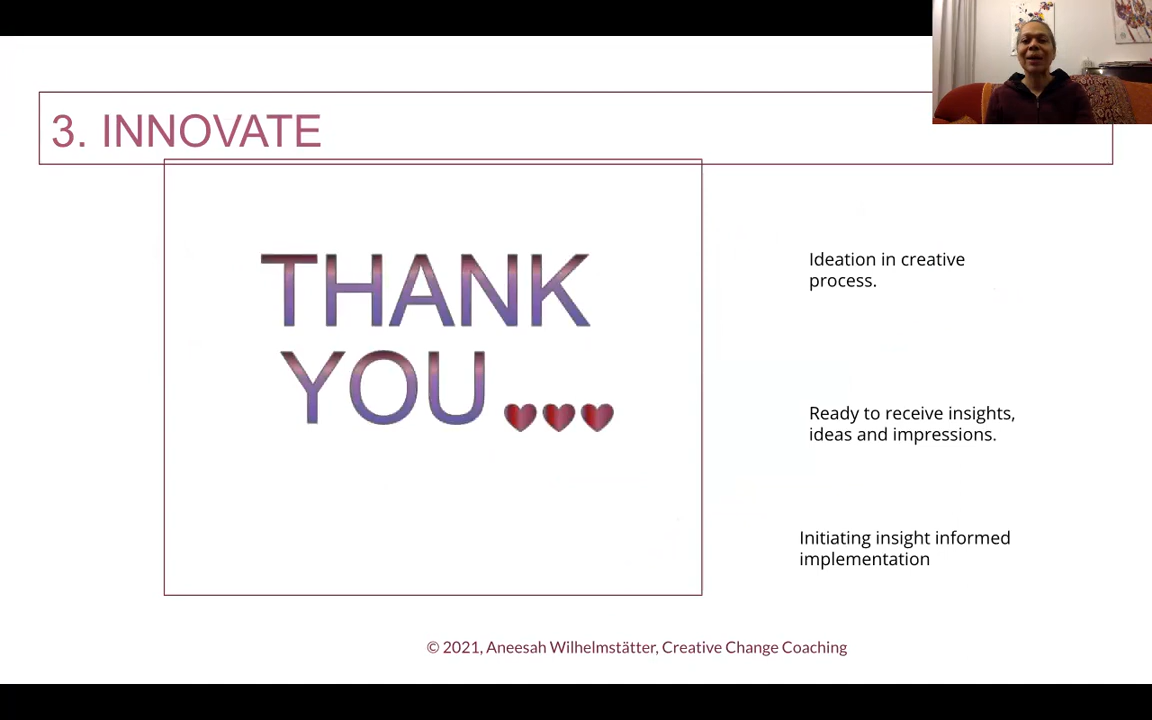 3. INNOVATE
THANK
YOU....
Ideation in creative
process.
Ready to receive insights,
ideas and impressions.
Initiating insight informed
implementation
© 2021, Aneesah Wilhelmstätter, Creative Change Coaching